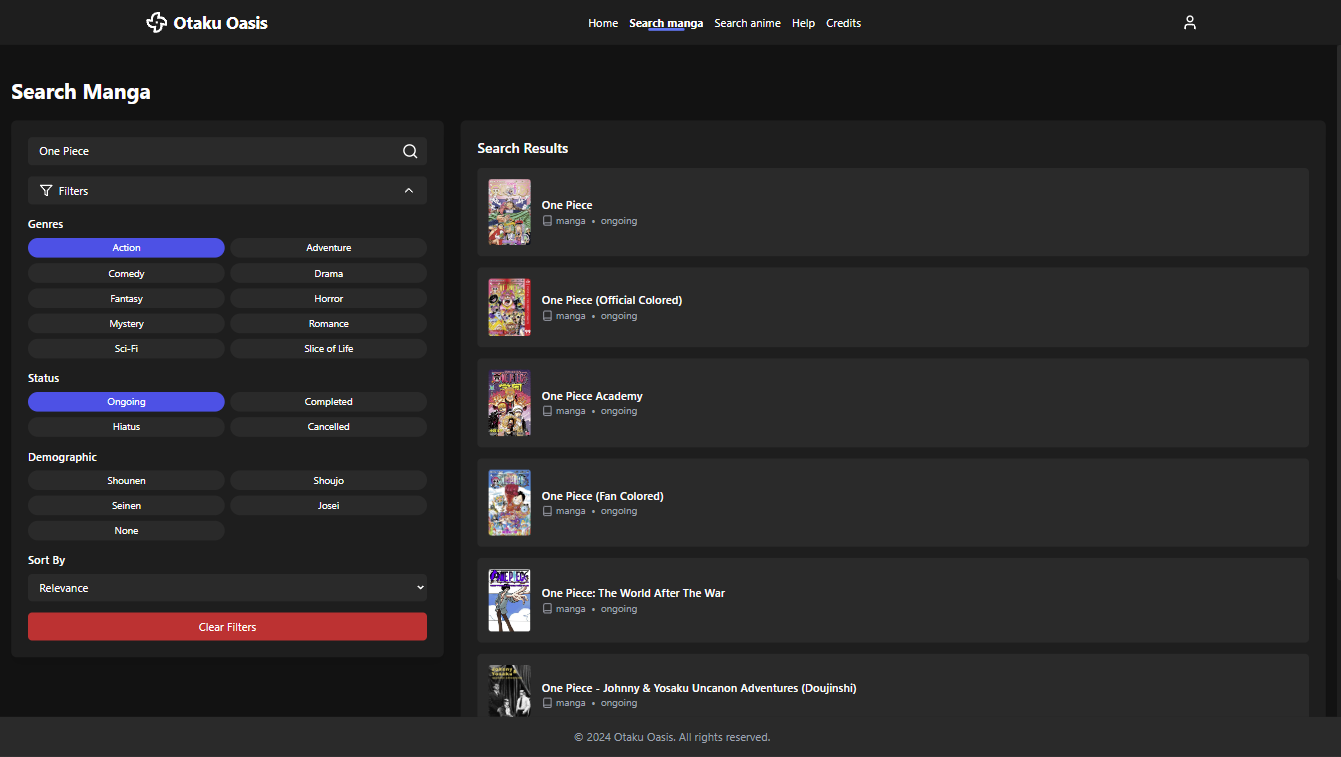 Otaku Oasis
Home Search manga Search anime Help Credits
Search Manga
One Piece
Filters
Genres
Action Adventure
Comedy Drama
Fantasy Horror
Mystery Romance
Sci-Fi Slice of Life
Status
Ongoing Completed
Hiatus Cancelled
Demographic
Shounen Shoujo
Seinen Josei
None
Sort By
Relevance
Clear Filters
Search Results
One Piece
manga • ongoing
One Piece (Official Colored)
manga • ongoing
One Piece Academy
manga • ongoing
One Piece (Fan Colored)
manga • ongoing
One Piece: The World After The War
manga • ongoing
One Piece - Johnny & Yosaku Uncanon Adventures (Doujinshi)
manga • ongoing
© 2024 Otaku Oasis. All rights reserved.